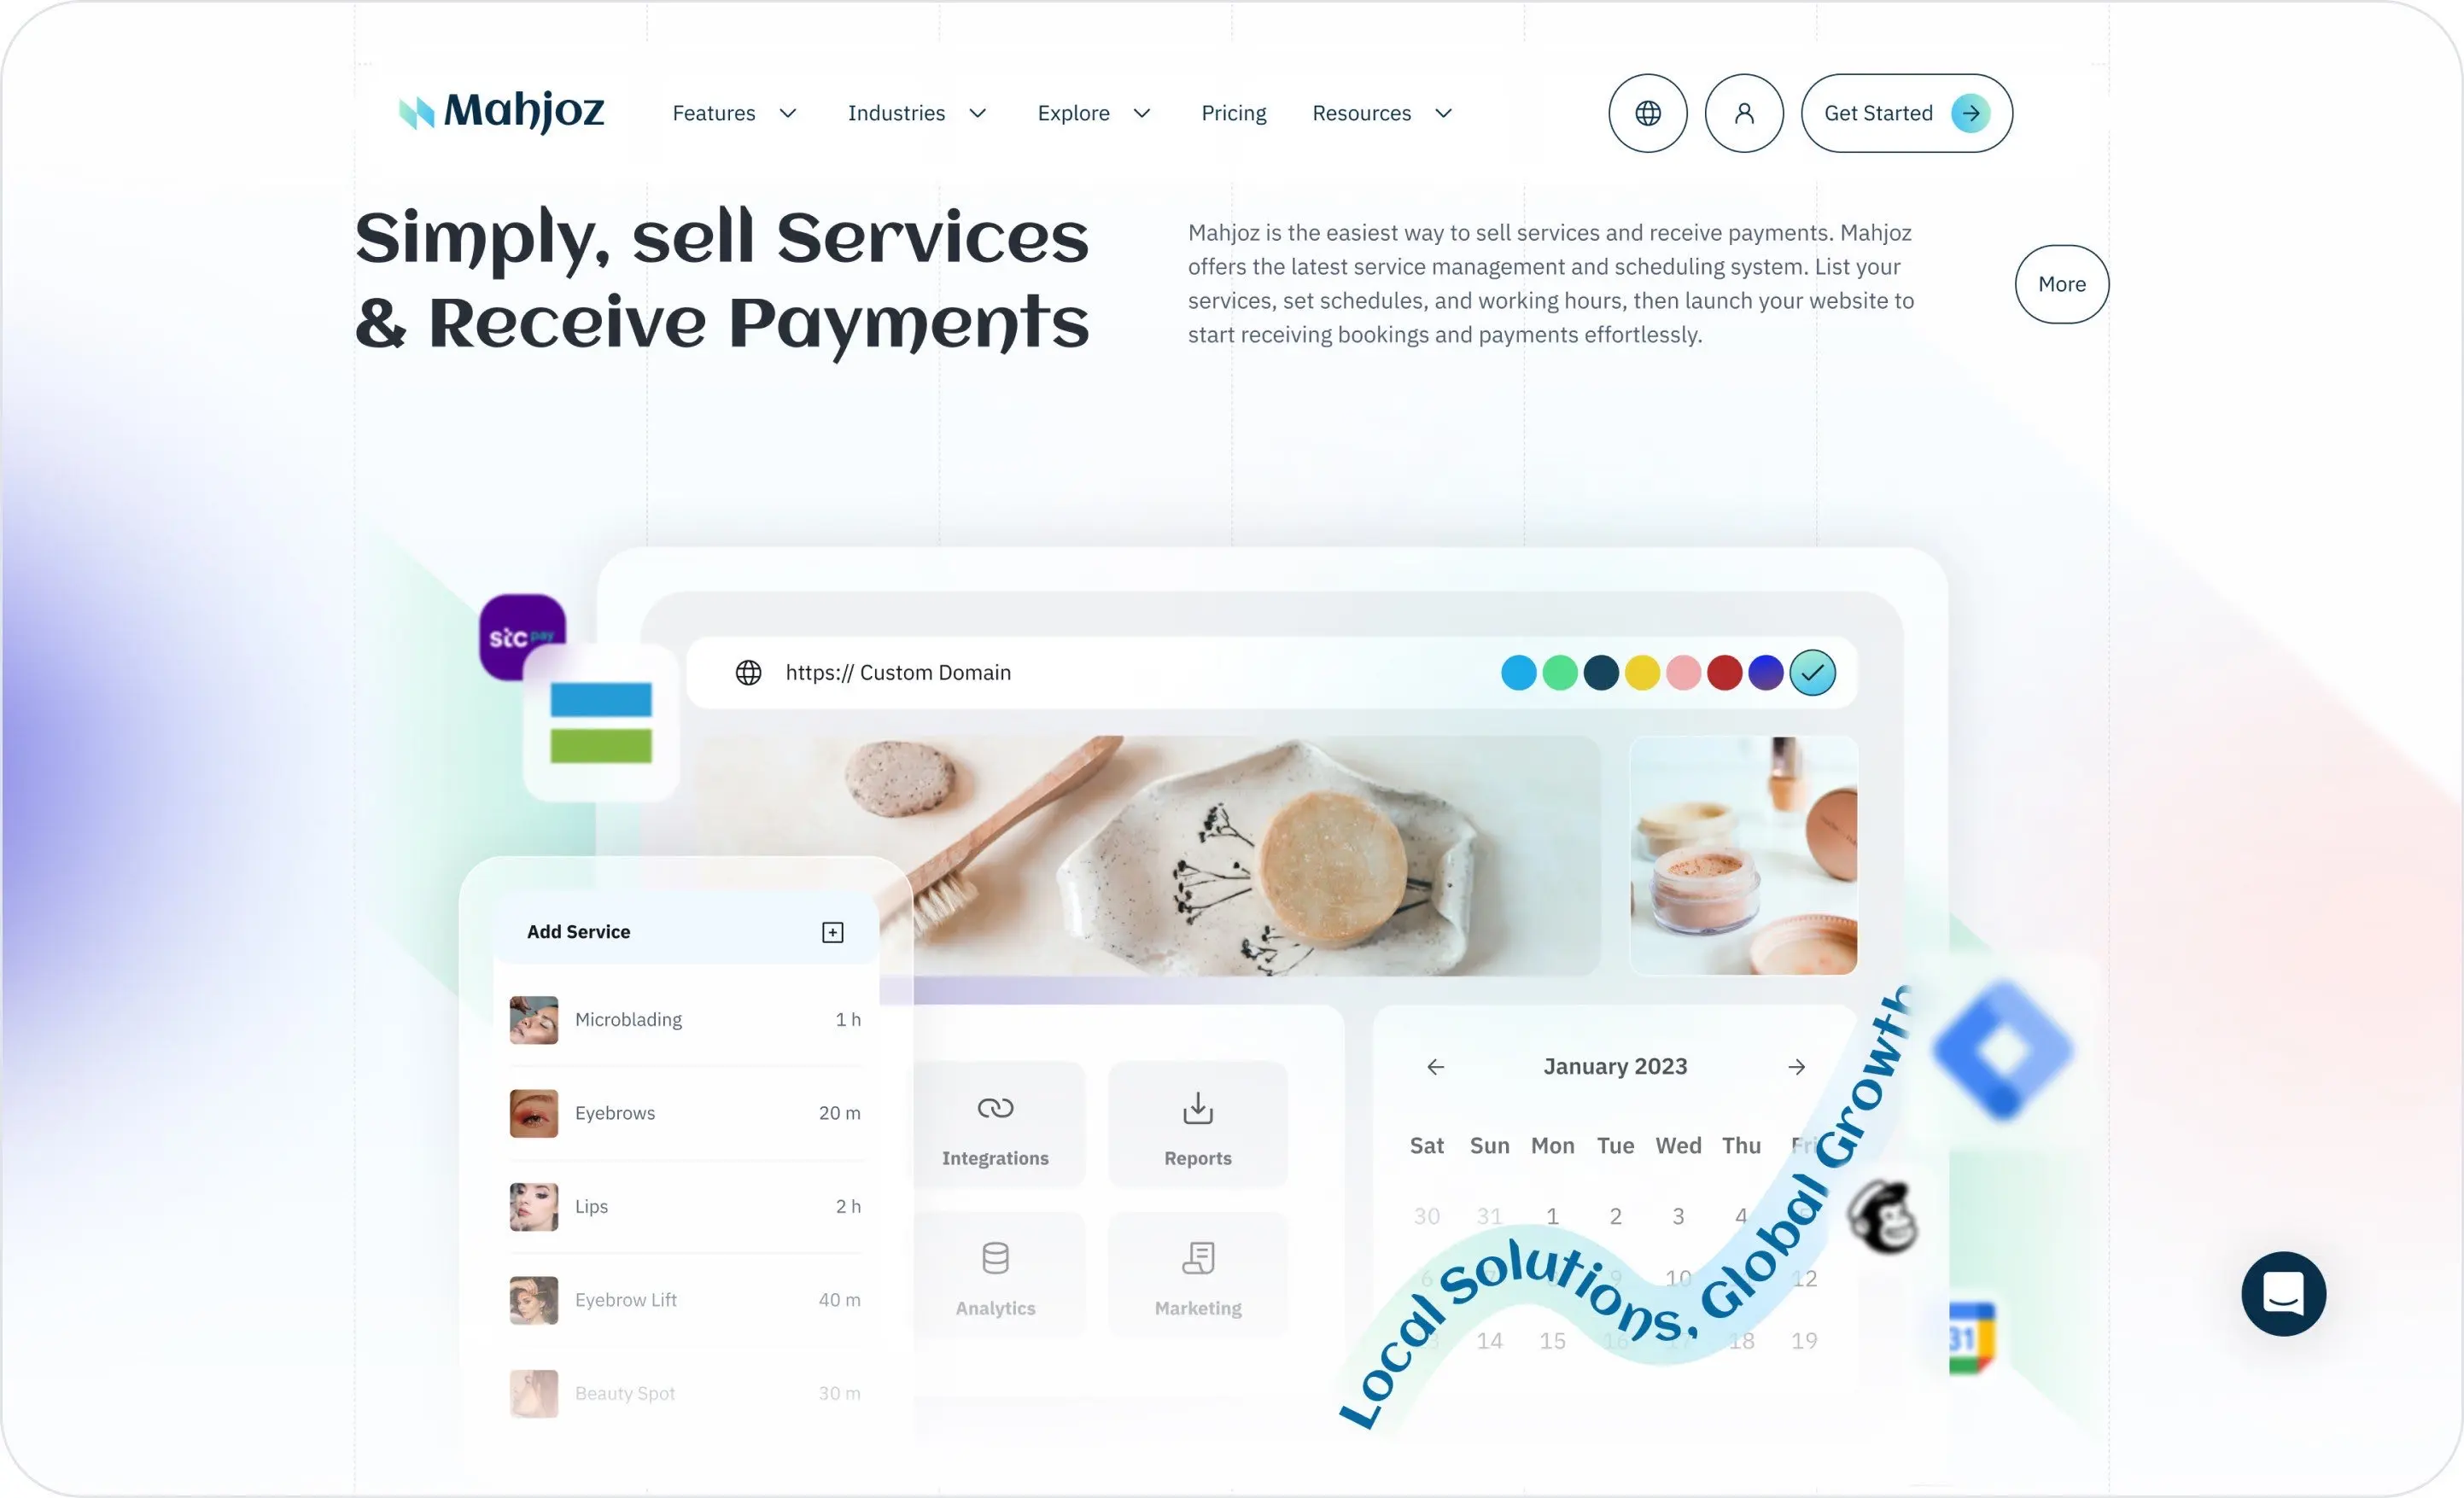 Mahjoz
Features
Industries
Explore
Pricing
Resources
Get Started
Simply, sell Services
& Receive Payments
Mahjoz is the easiest way to sell services and receive payments. Mahjoz
offers the latest service management and scheduling system. List your
services, set schedules, and working hours, then launch your website to
start receiving bookings and payments effortlessly.
More
stc pay
https:// Custom Domain
Add Service
Microblading 1 h
Eyebrows 20 m
Lips 2 h
Eyebrow Lift 40 m
Beauty Spot 30 m
Integrations
Reports
Analytics
Marketing
January 2023
Sat Sun Mon Tue Wed Thu Fri
30 31 1 2 3 4
6 9 10 12
14 15 16 18 19
Local Solutions, Global Growth
31